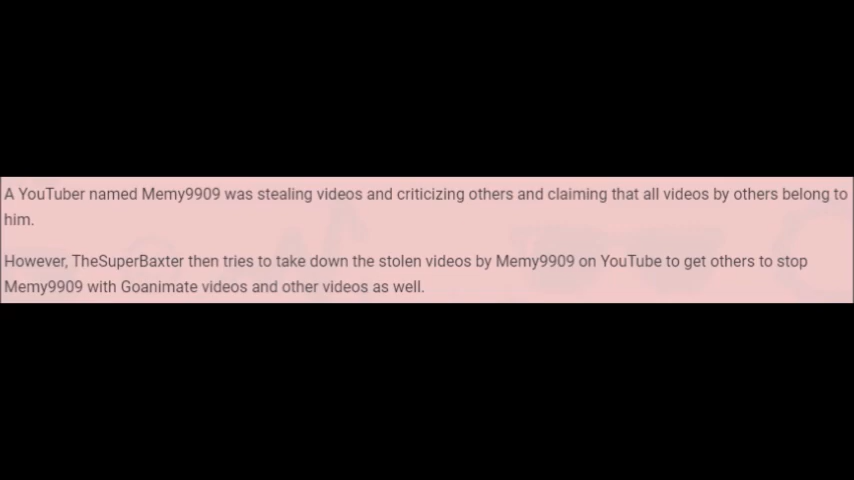 A YouTuber named Memy9909 was stealing videos and criticizing others and claiming that all videos by others belong to
him.
However, TheSuperBaxter then tries to take down the stolen videos by Memy9909 on YouTube to get others to stop
Memy9909 with Goanimate videos and other videos as well.